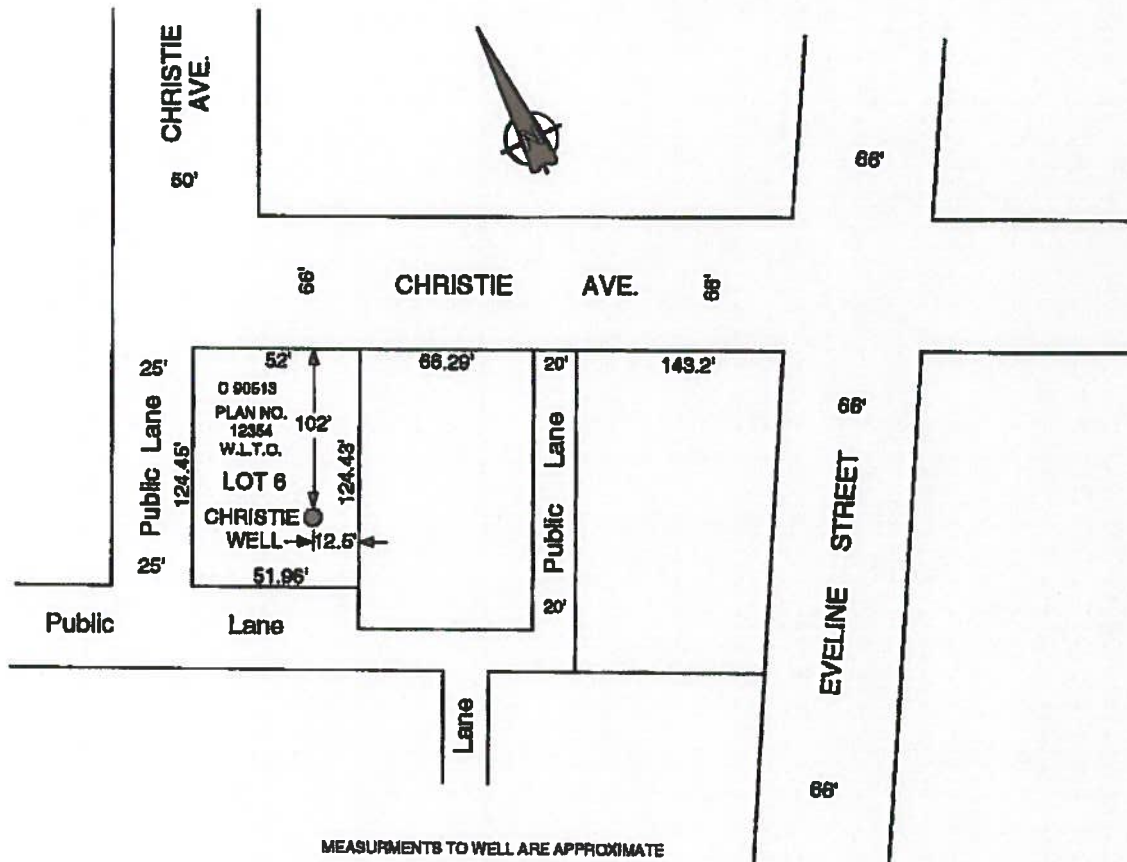 CHRISTIE
AVE.
50'
66'
66'
CHRISTIE AVE.
66'
25'
52'
66.29'
20'
143.2'
C 90513
PLAN NO.
12354
W.L.T.O.
102'
LOT 6
Public Lane
124.45'
124.43'
CHRISTIE
WELL
12.5'
25'
51.96'
Public Lane
20'
Public Lane
66'
EVELINE STREET
66'
Lane
MEASURMENTS TO WELL ARE APPROXIMATE